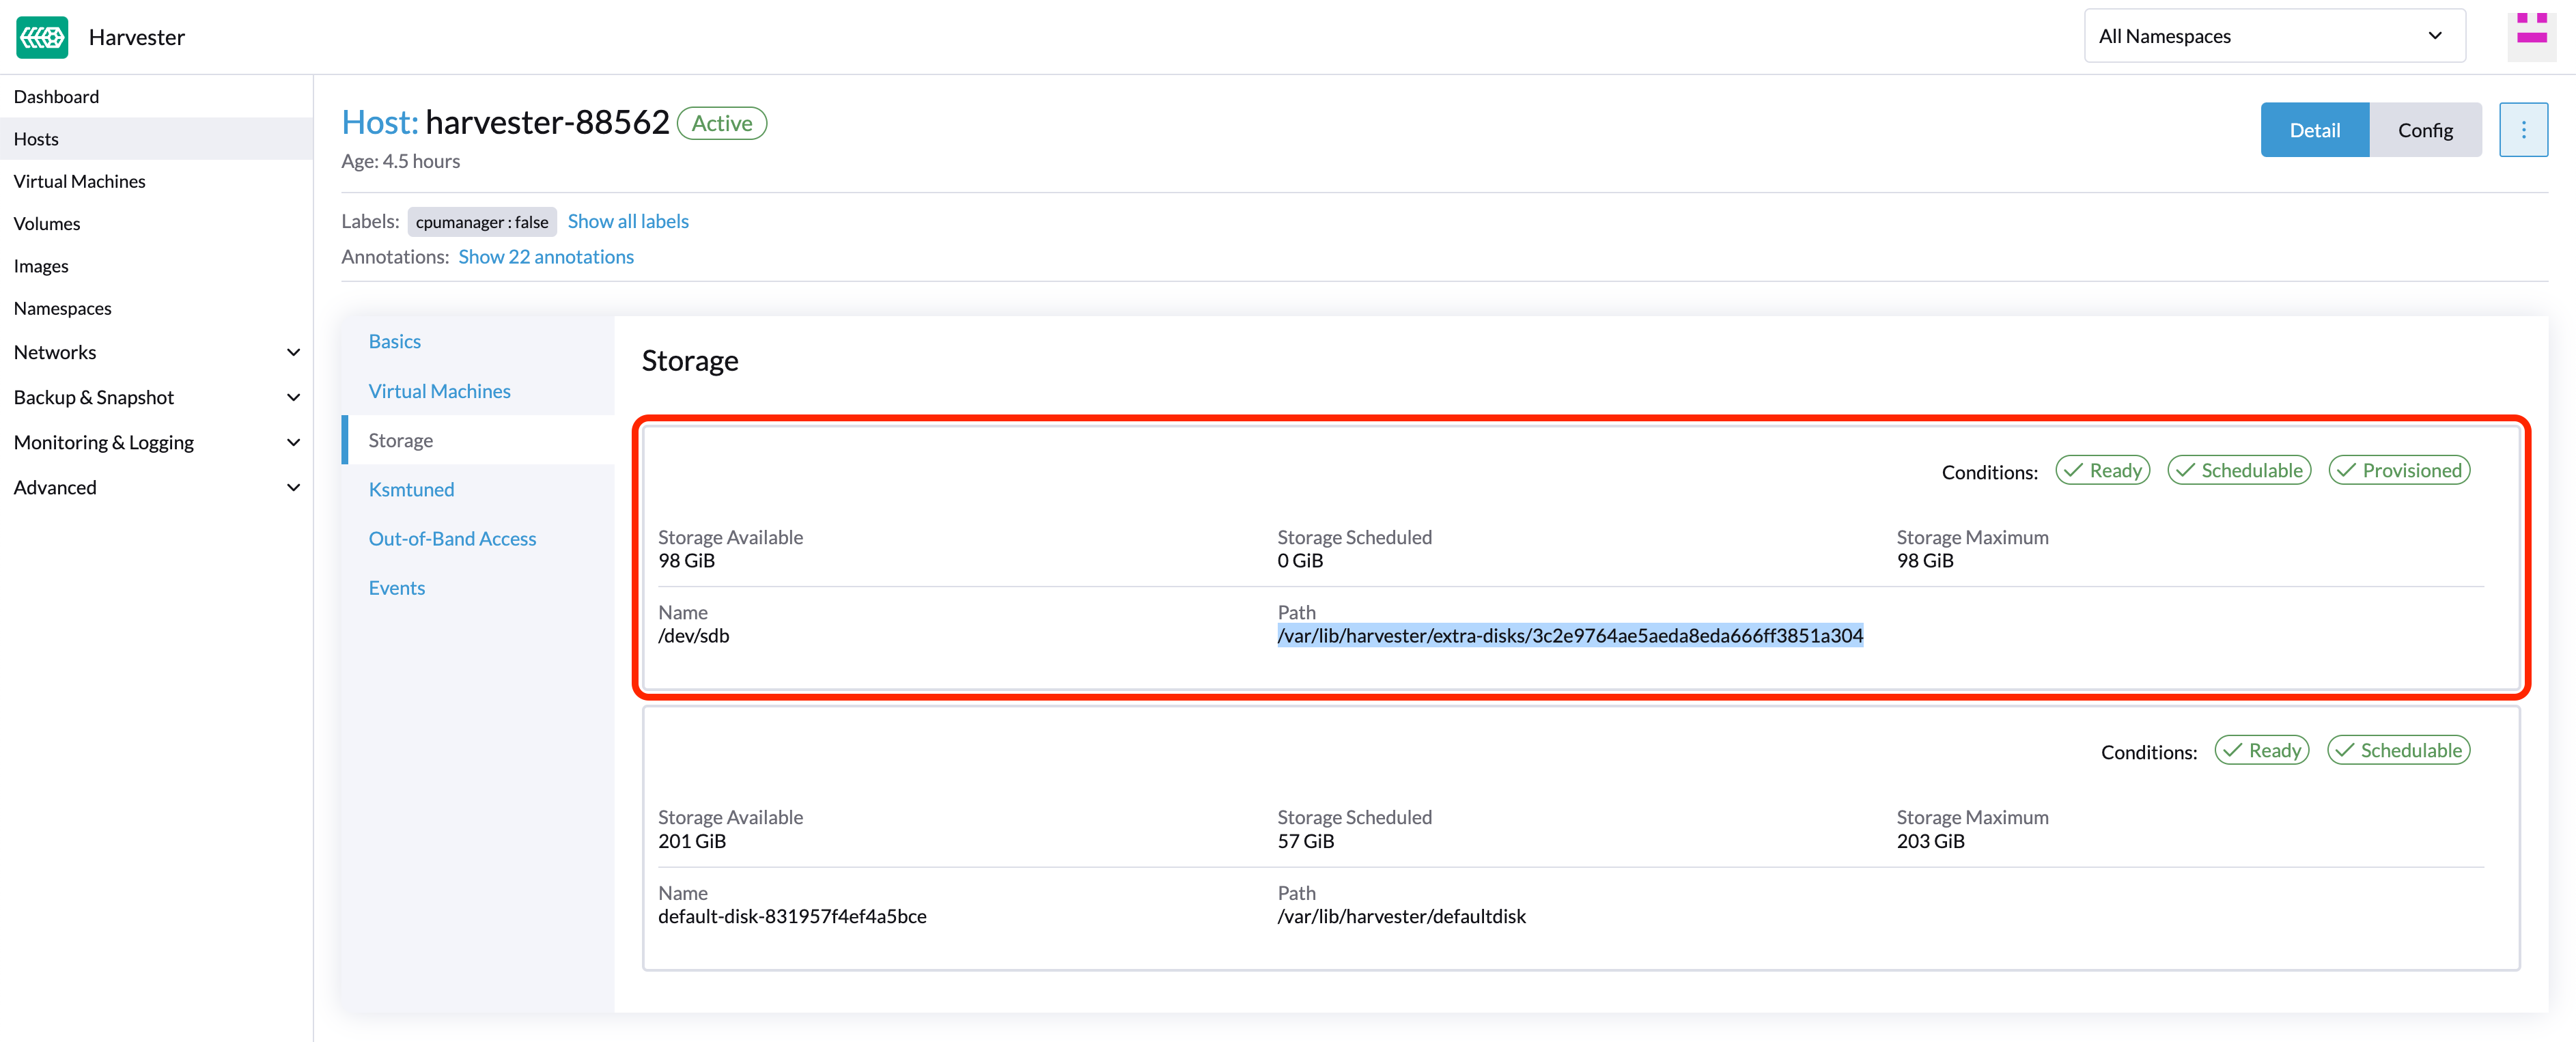 Harvester
All Namespaces
Dashboard
Hosts
Virtual Machines
Volumes
Images
Namespaces
Networks
Backup & Snapshot
Monitoring & Logging
Advanced
Host: harvester-88562 Active
Age: 4.5 hours
Detail Config
Labels: cpumanager : false Show all labels
Annotations: Show 22 annotations
Basics
Virtual Machines
Storage
Ksmtuned
Out-of-Band Access
Events
Storage
Conditions: Ready Schedulable Provisioned
Storage Available Storage Scheduled Storage Maximum
98 GiB 0 GiB 98 GiB
Name Path
/dev/sdb /var/lib/harvester/extra-disks/3c2e9764ae5aeda8eda666ff3851a304
Conditions: Ready Schedulable
Storage Available Storage Scheduled Storage Maximum
201 GiB 57 GiB 203 GiB
Name Path
default-disk-831957f4ef4a5bce /var/lib/harvester/defaultdisk